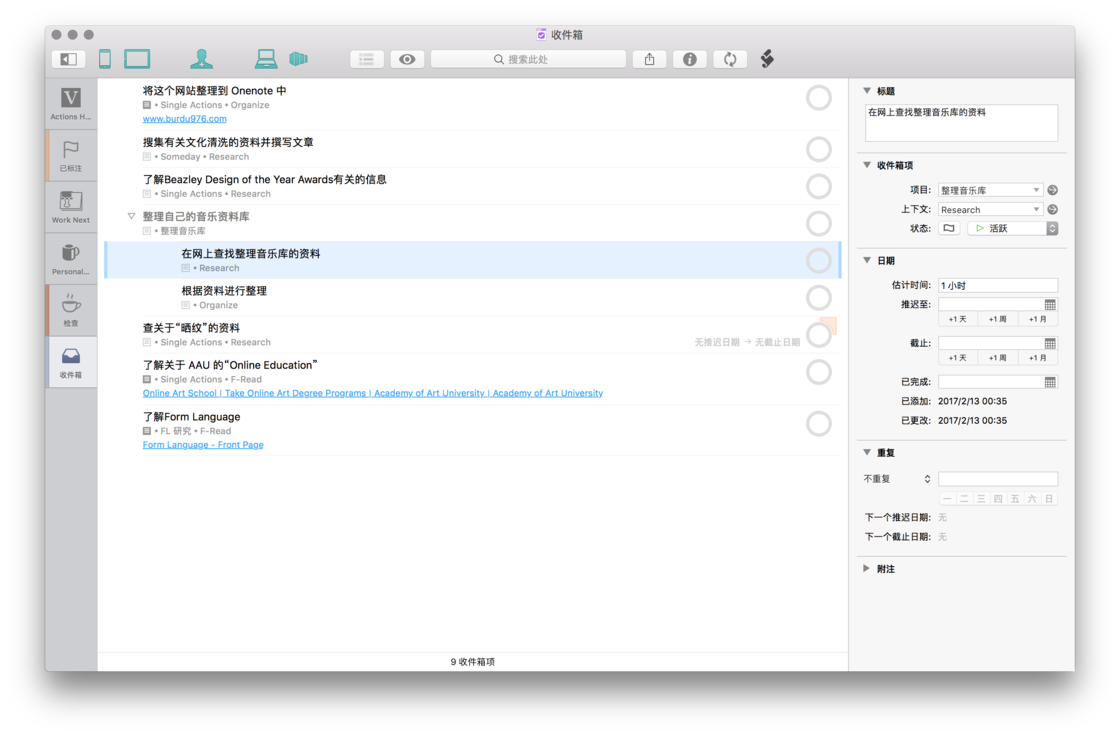 收件箱
搜索此处
V
Actions H...
已标注
Work Next
Personal...
检查
收件箱
将这个网站整理到 Onenote 中
• Single Actions • Organize
www.burdu976.com
搜集有关文化清洗的资料并撰写文章
• Someday • Research
了解Beazley Design of the Year Awards有关的信息
• Single Actions • Research
整理自己的音乐资料库
• 整理音乐库
在网上查找整理音乐库的资料
• Research
根据资料进行整理
• Organize
查关于“晒纹”的资料
• Single Actions • Research
无推迟日期 → 无截止日期
了解关于 AAU 的“Online Education”
• Single Actions • F-Read
Online Art School | Take Online Art Degree Programs | Academy of Art University | Academy of Art University
了解Form Language
• FL 研究 • F-Read
Form Language - Front Page
9 收件箱项
标题
在网上查找整理音乐库的资料
收件箱项
项目: 整理音乐库
上下文: Research
状态: 活跃
日期
估计时间: 1 小时
推迟至:
+1 天 +1 周 +1 月
截止:
+1 天 +1 周 +1 月
已完成:
已添加: 2017/2/13 00:35
已更改: 2017/2/13 00:35
重复
不重复
一 二 三 四 五 六 日
下一个推迟日期: 无
下一个截止日期: 无
附注